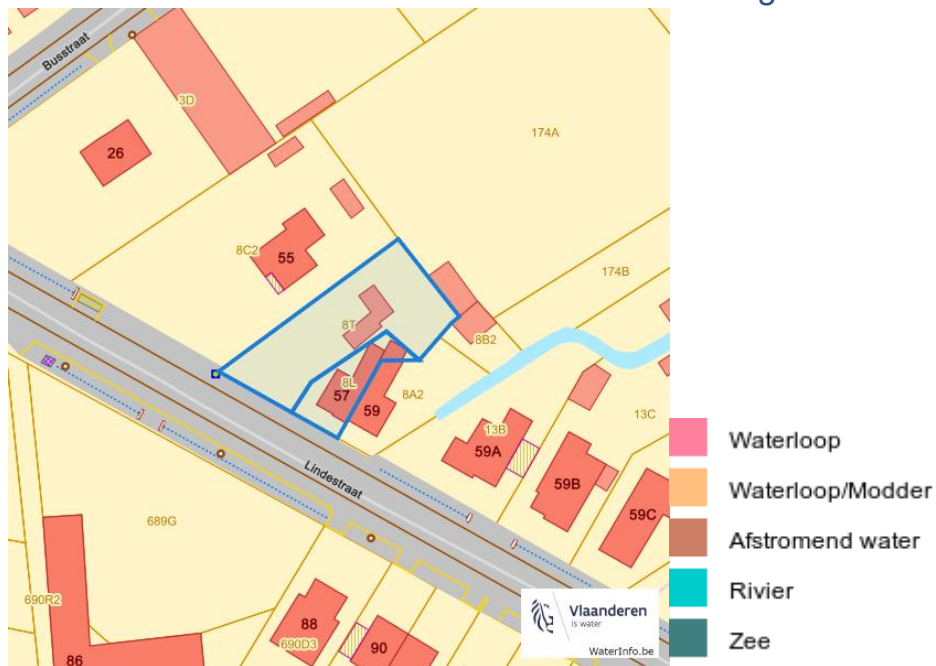 Busstraat
3D
26
174A
8C2
55
174B
8T
8B2
8L
57
59
8A2
13C
13B
59A
59B
59C
Lindestraat
689G
690R2
88
690D3
90
86
Vlaanderen
is water
WaterInfo.be
Waterloop
Waterloop/Modder
Afstromend water
Rivier
Zee